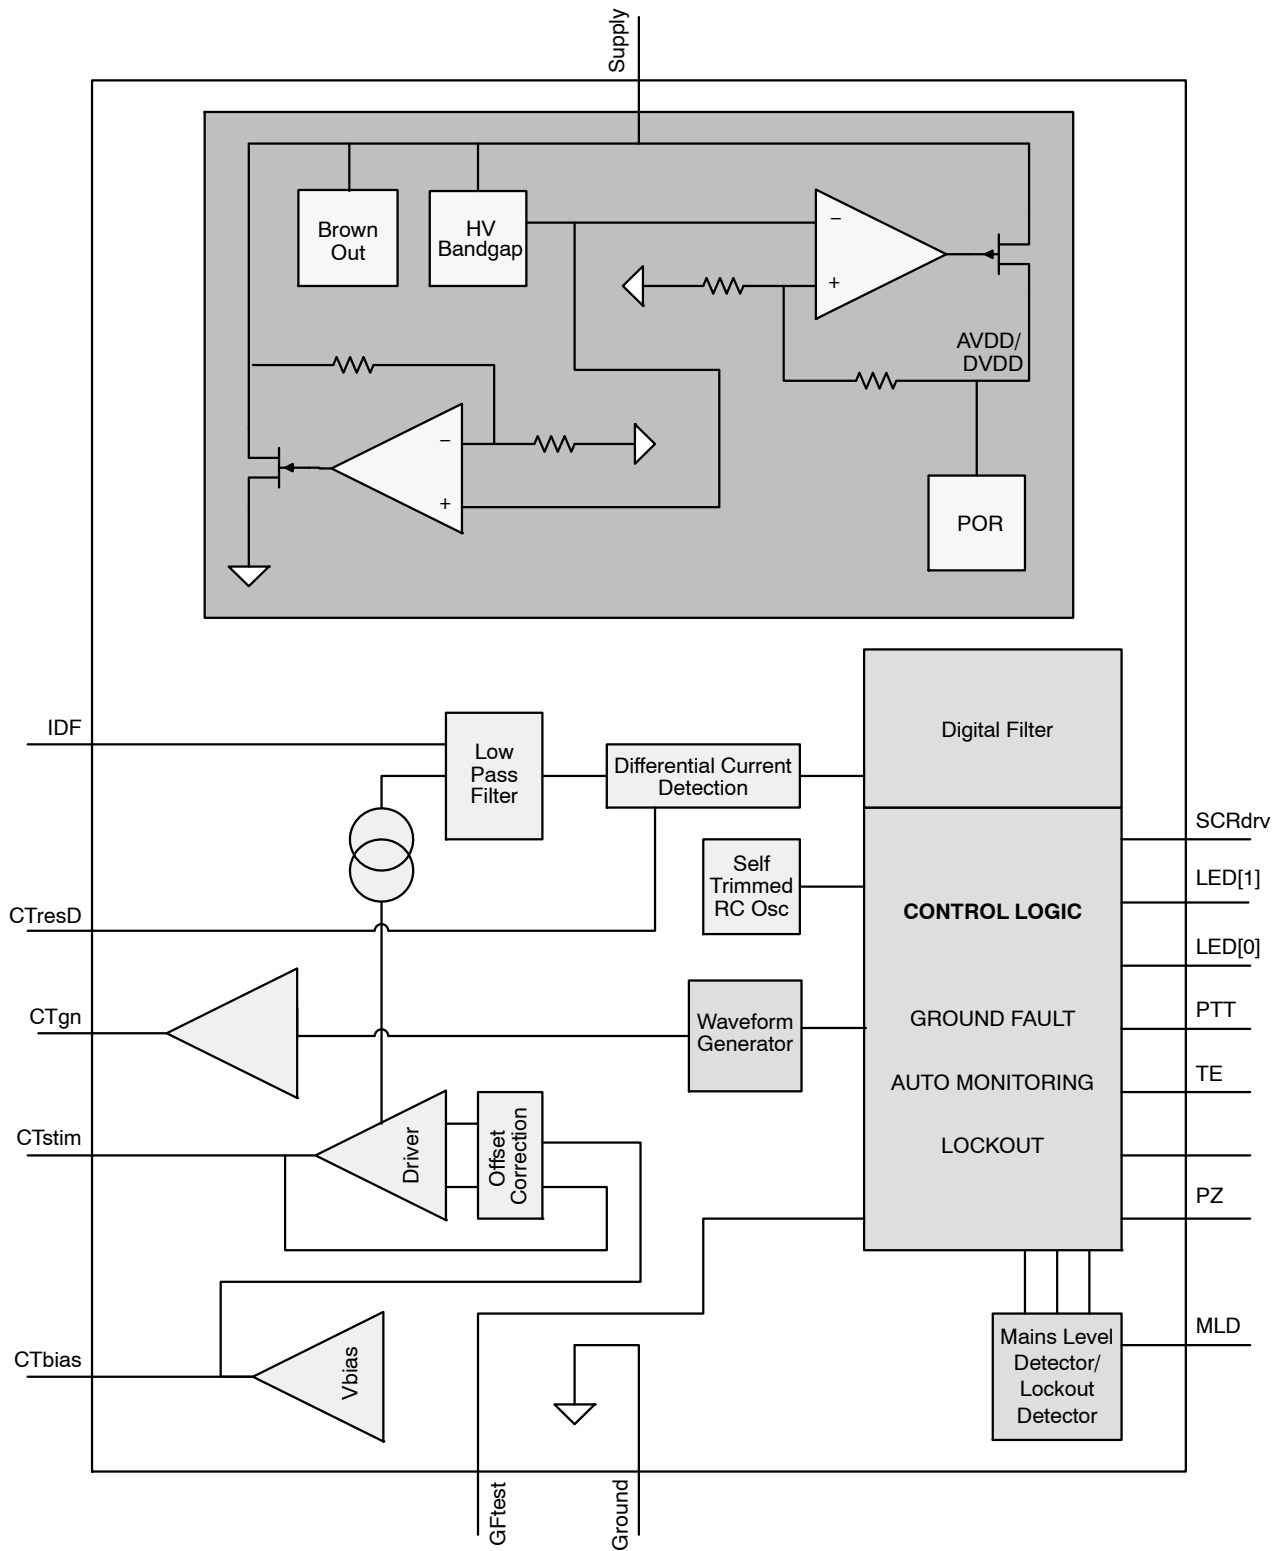 Supply
Brown
Out
HV
Bandgap
−
+
AVDD/
DVDD
−
+
POR
IDF
Low
Pass
Filter
Differential Current
Detection
Digital Filter
SCRdrv
Self
Trimmed
RC Osc
LED[1]
CTresD
CONTROL LOGIC
LED[0]
CTgn
Waveform
Generator
GROUND FAULT
PTT
AUTO MONITORING
TE
CTstim
Driver
Offset
Correction
LOCKOUT
PZ
CTbias
Vbias
Mains Level
Detector/
Lockout
Detector
MLD
GFtest
Ground